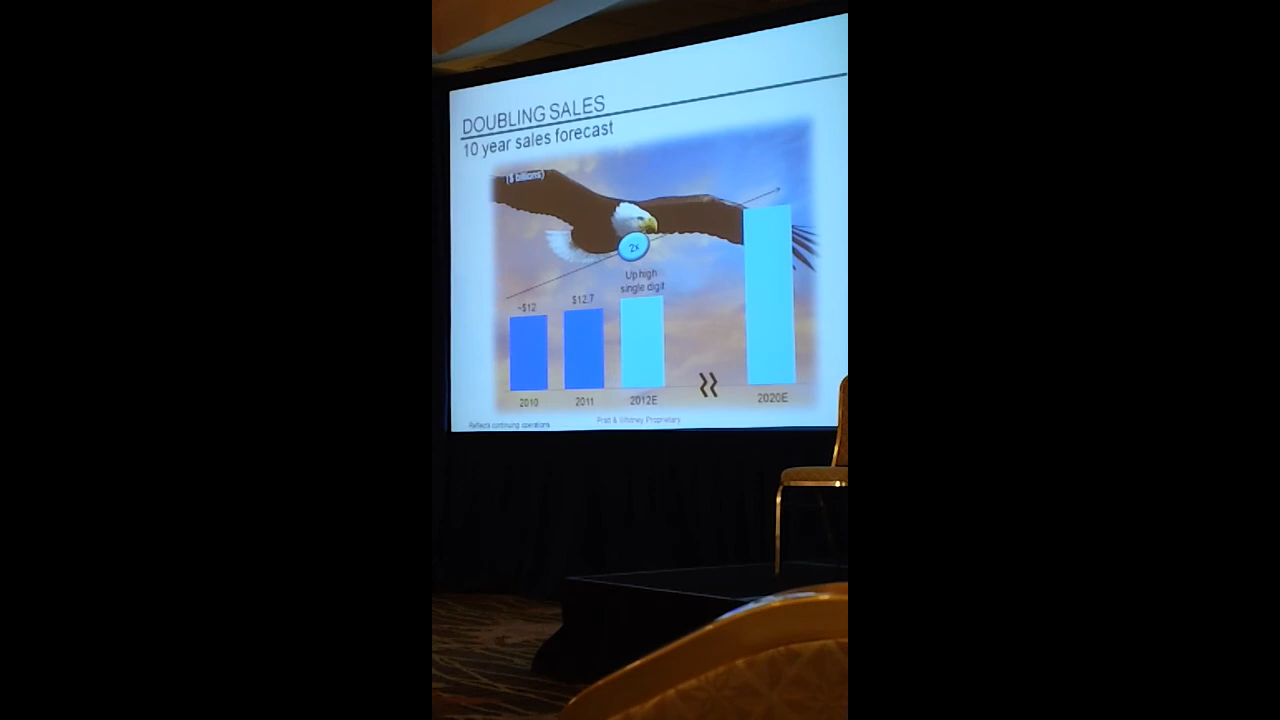 DOUBLING SALES
10 year sales forecast
($ billions)
2x
Up high
single digit
~$12
$12.7
2010
2011
2012E
2020E
Reflects continuing operations
Pratt & Whitney Proprietary